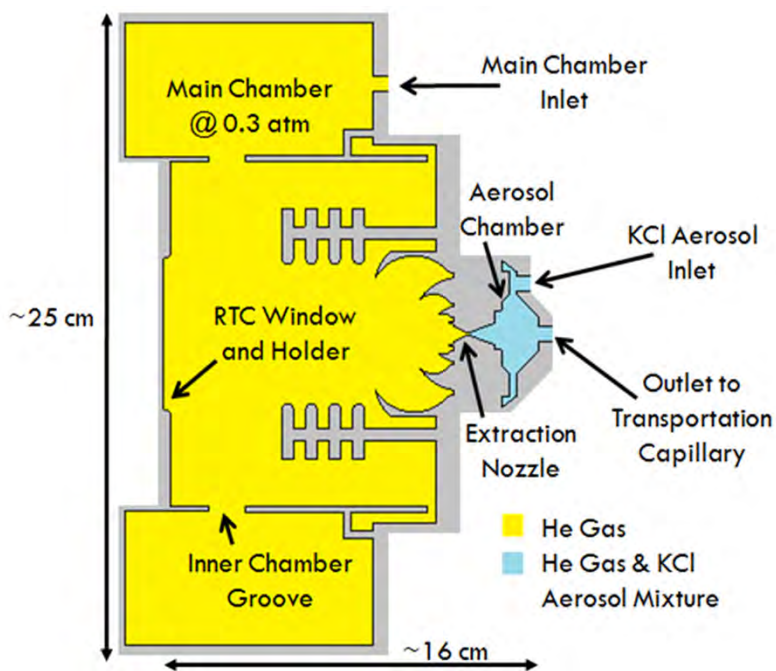 Main Chamber
@ 0.3 atm
Main Chamber
Inlet
Aerosol
Chamber
KCl Aerosol
Inlet
~25 cm
RTC Window
and Holder
Extraction
Nozzle
Outlet to
Transportation
Capillary
Inner Chamber
Groove
He Gas
He Gas & KCl
Aerosol Mixture
~16 cm